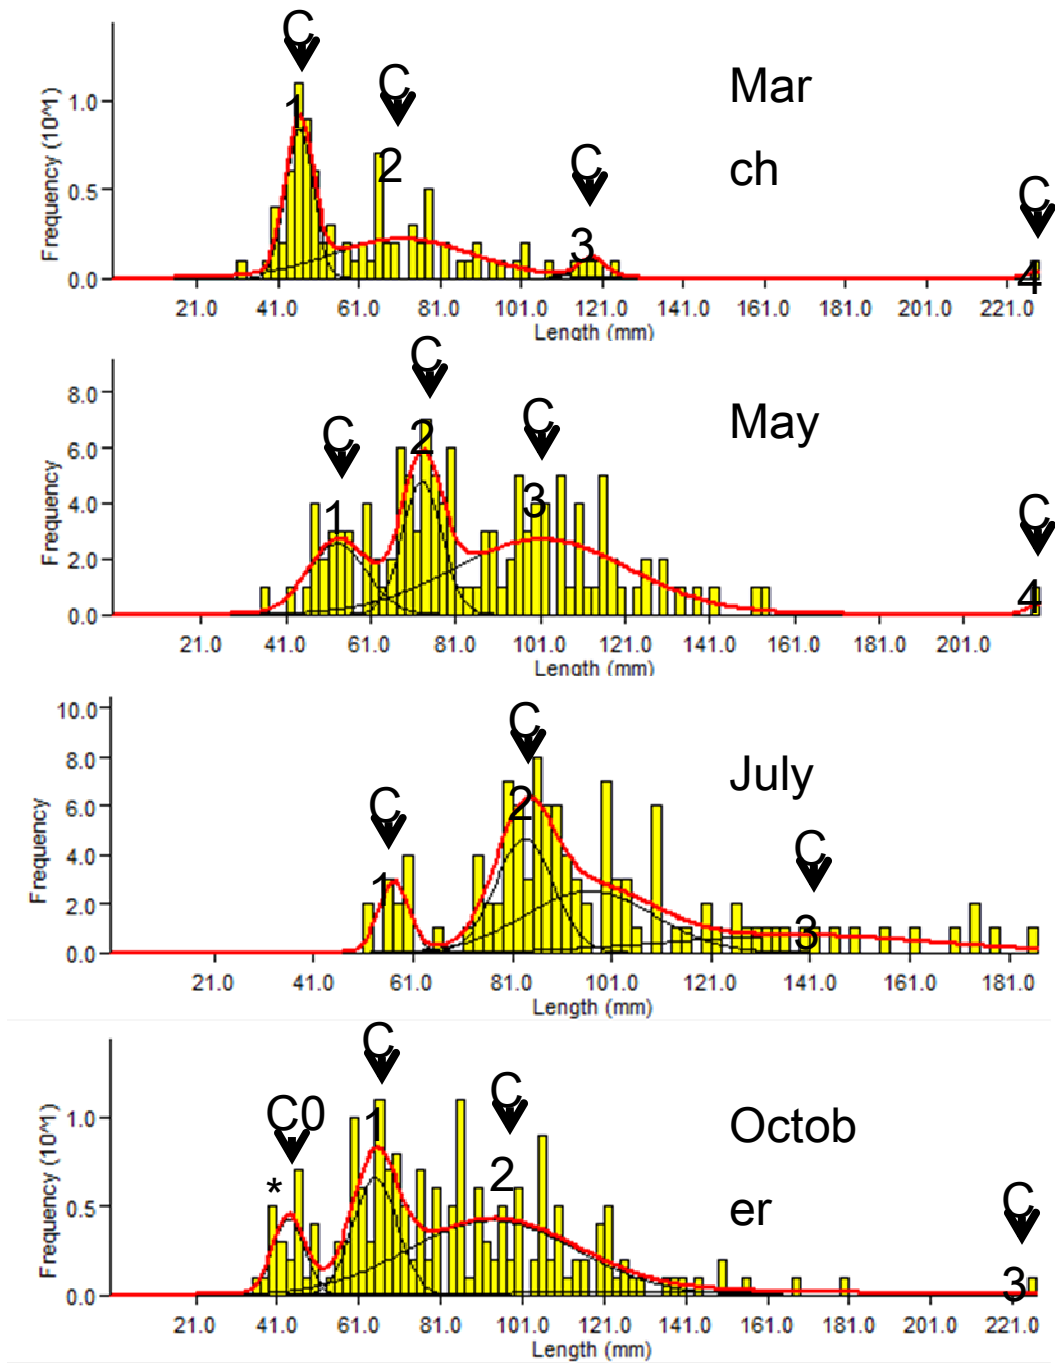 C
C
Mar
1
Frequency (10^1)
1.0
2
ch
C
C
0.5
3
4
0.0
21.0 41.0 61.0 81.0 101.0 121.0 141.0 161.0 181.0 201.0 221.0
Length (mm)
C
8.0
May
C
2
C
6.0
Frequency
1
3
C
4.0
2.0
4
0.0
21.0 41.0 61.0 81.0 101.0 121.0 141.0 161.0 181.0 201.0
Length (mm)
10.0
C
8.0
July
C
2
Frequency
6.0
C
1
4.0
3
2.0
0.0
21.0 41.0 61.0 81.0 101.0 121.0 141.0 161.0 181.0
Length (mm)
C
C0
C
1
Octob
Frequency (10^1)
1.0
*
2
er
C
0.5
3
0.0
21.0 41.0 61.0 81.0 101.0 121.0 141.0 161.0 181.0 201.0 221.0
Length (mm)